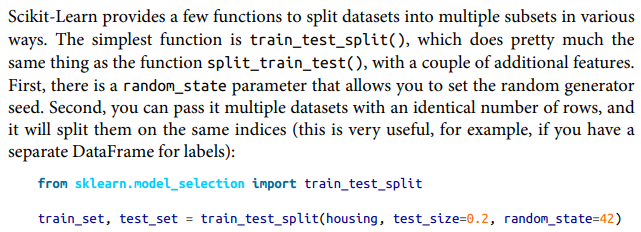 Scikit-Learn provides a few functions to split datasets into multiple subsets in various
ways. The simplest function is train_test_split(), which does pretty much the
same thing as the function split_train_test(), with a couple of additional features.
First, there is a random_state parameter that allows you to set the random generator
seed. Second, you can pass it multiple datasets with an identical number of rows, and
it will split them on the same indices (this is very useful, for example, if you have a
separate DataFrame for labels):
from sklearn.model_selection import train_test_split
train_set, test_set = train_test_split(housing, test_size=0.2, random_state=42)